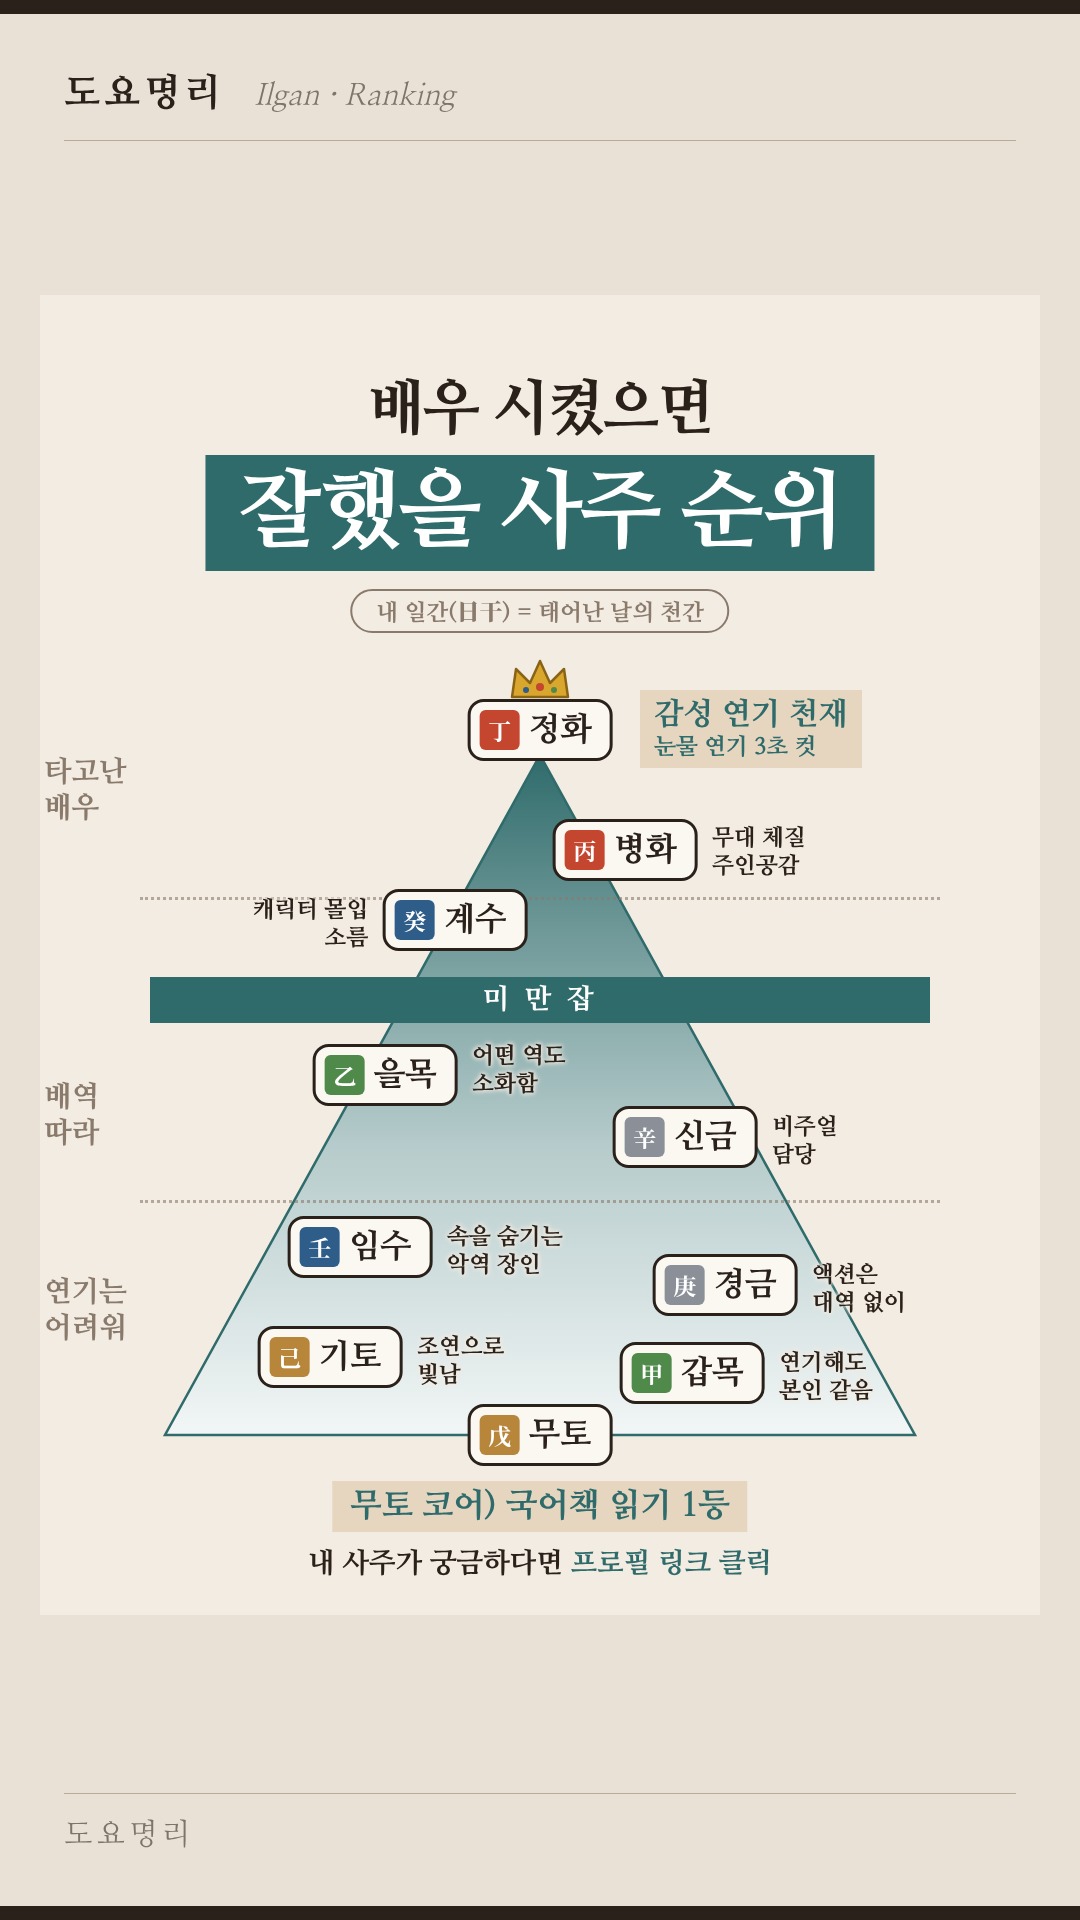 도요명리 Ilgan · Ranking
배우 시켰으면
잘했을 사주 순위
내 일간(日干) = 태어난 날의 천간
丁 정화
감성 연기 천재
눈물 연기 3초 컷
타고난
배우
丙 병화
무대 체질
주인공감
캐릭터 몰입
소름
癸 계수
미만잡
乙 을목
어떤 역도
소화함
배역
따라
辛 신금
비주얼
담당
壬 임수
속을 숨기는
악역 장인
庚 경금
액션은
대역 없이
연기는
어려워
己 기토
조연으로
빛남
甲 갑목
연기해도
본인 같음
戊 무토
무토 코어) 국어책 읽기 1등
내 사주가 궁금하다면 프로필 링크 클릭
도요명리